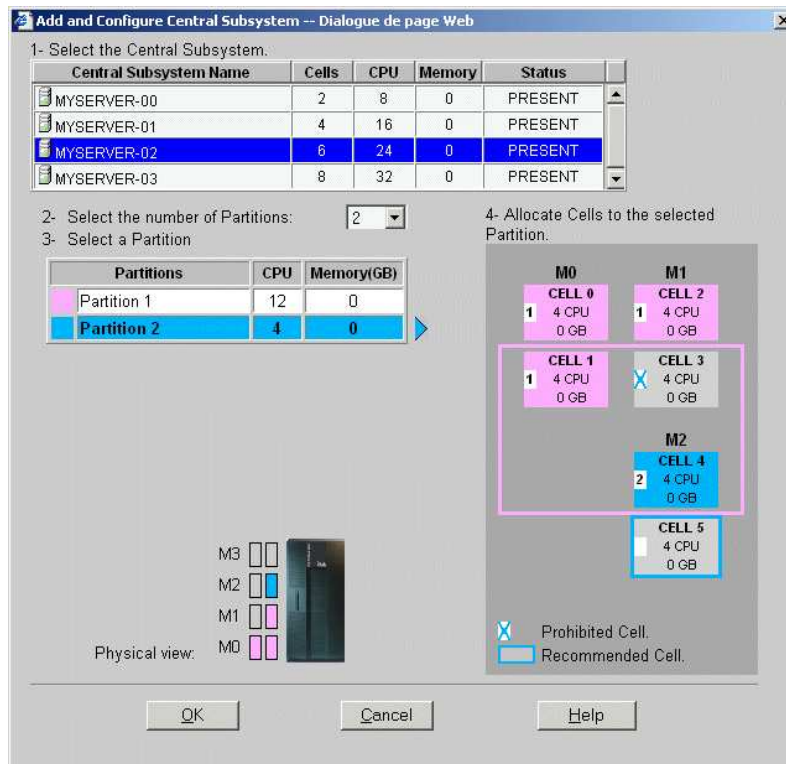 Add and Configure Central Subsystem -- Dialogue de page Web
1- Select the Central Subsystem.
Central Subsystem Name Cells CPU Memory Status
MYSERVER-00 2 8 0 PRESENT
MYSERVER-01 4 16 0 PRESENT
MYSERVER-02 6 24 0 PRESENT
MYSERVER-03 8 32 0 PRESENT
2- Select the number of Partitions: 2
3- Select a Partition
Partitions CPU Memory(GB)
Partition 1 12 0
Partition 2 4 0
4- Allocate Cells to the selected
Partition.
M0 M1
CELL 0 CELL 2
1 4 CPU 1 4 CPU
0 GB 0 GB
CELL 1 CELL 3
1 4 CPU X 4 CPU
0 GB 0 GB
M2
CELL 4
2 4 CPU
0 GB
CELL 5
4 CPU
0 GB
X Prohibited Cell.
Recommended Cell.
M3
M2
M1
Physical view: M0
OK Cancel Help